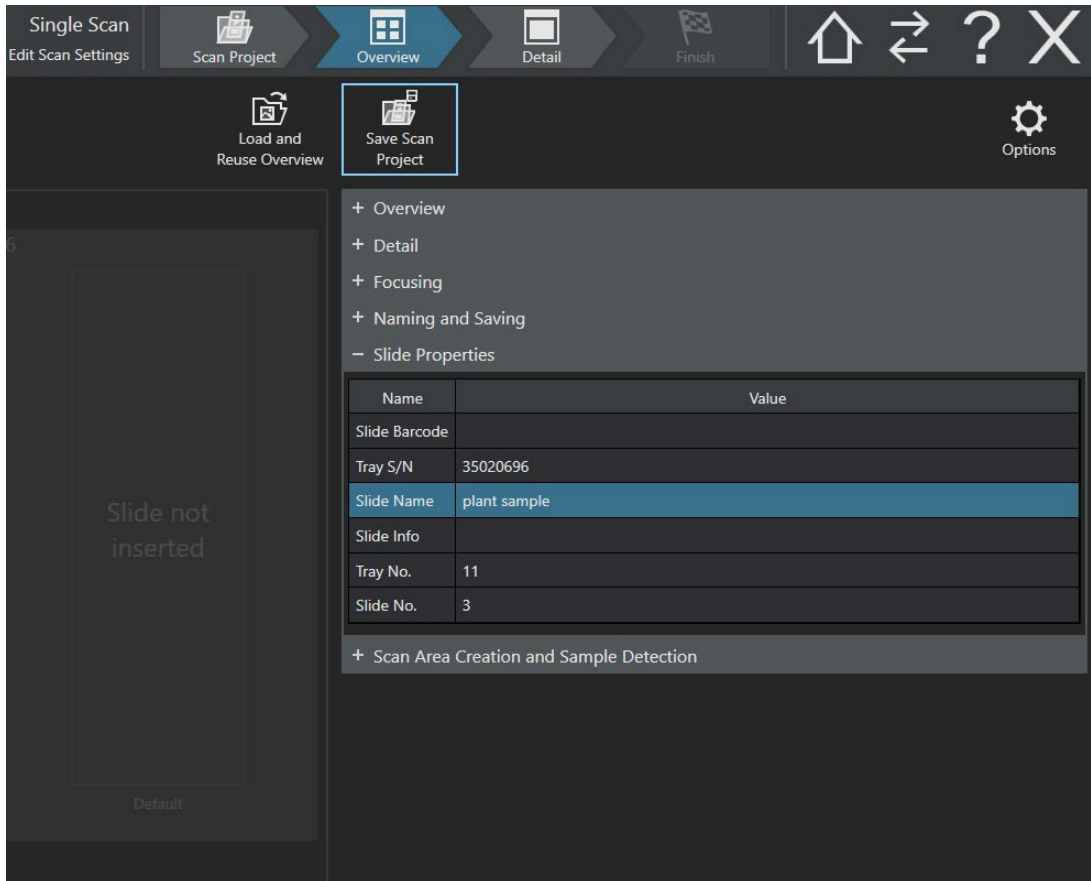 Single Scan
Edit Scan Settings
Scan Project
Overview
Detail
Finish
?
X
Load and
Reuse Overview
Save Scan
Project
Options
6
Slide not
inserted
Default
+ Overview
+ Detail
+ Focusing
+ Naming and Saving
− Slide Properties
Name Value
Slide Barcode
Tray S/N 35020696
Slide Name plant sample
Slide Info
Tray No. 11
Slide No. 3
+ Scan Area Creation and Sample Detection